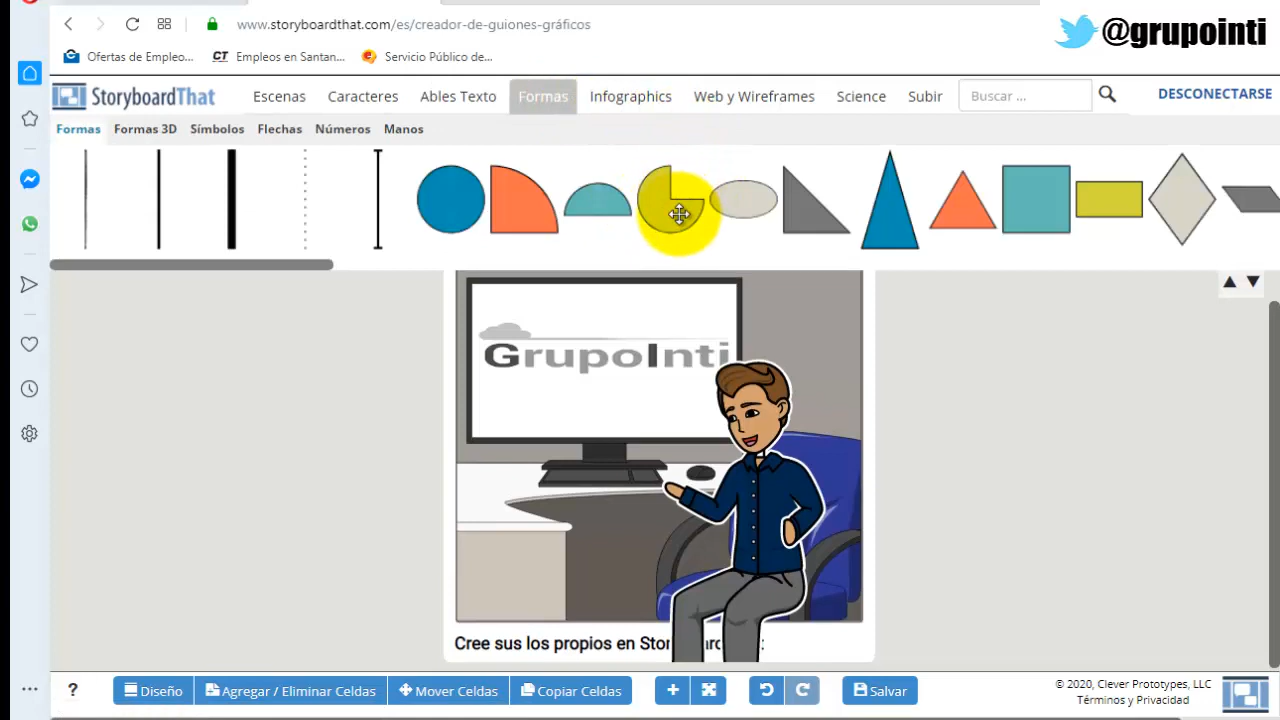 www.storyboardthat.com/es/creador-de-guiones-gráficos
@grupointi
Ofertas de Empleo...
CT Empleos en Santan...
Servicio Público de...
StoryboardThat
Escenas
Caracteres
Ables Texto
Formas
Infographics
Web y Wireframes
Science
Subir
Buscar ...
DESCONECTARSE
Formas
Formas 3D
Símbolos
Flechas
Números
Manos
GrupoInti
Cree sus los propios en
?
Diseño
Agregar / Eliminar Celdas
Mover Celdas
Copiar Celdas
Salvar
© 2020, Clever Prototypes, LLC
Términos y Privacidad